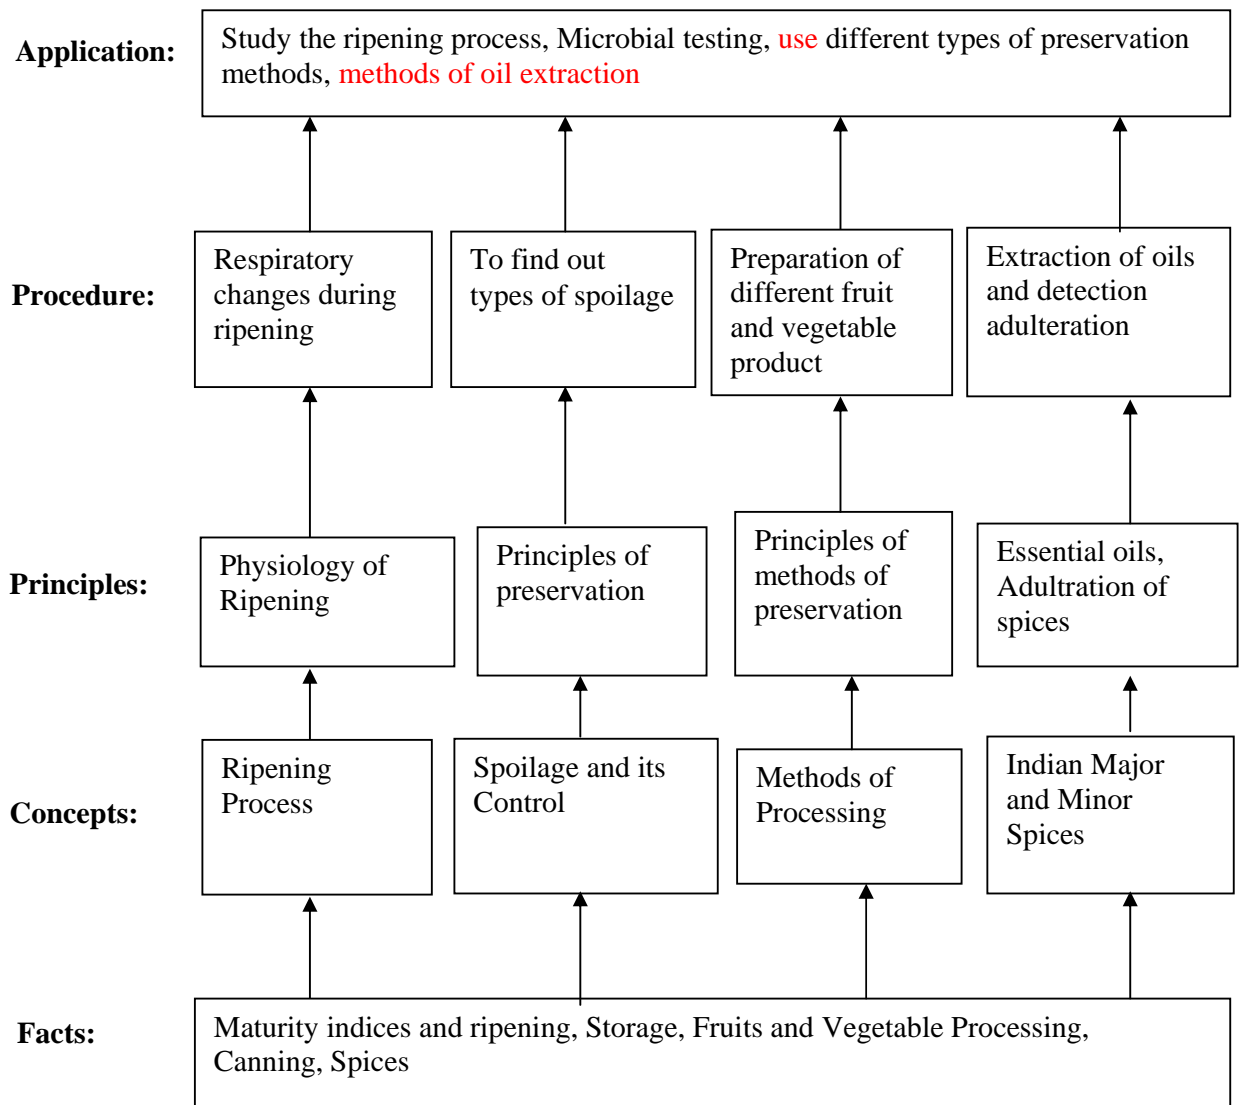 Application:
Study the ripening process, Microbial testing, use different types of preservation
methods, methods of oil extraction
Procedure:
Respiratory
changes during
ripening
To find out
types of spoilage
Preparation of
different fruit
and vegetable
product
Extraction of oils
and detection
adulteration
Principles:
Physiology of
Ripening
Principles of
preservation
Principles of
methods of
preservation
Essential oils,
Adultration of
spices
Concepts:
Ripening
Process
Spoilage and its
Control
Methods of
Processing
Indian Major
and Minor
Spices
Facts:
Maturity indices and ripening, Storage, Fruits and Vegetable Processing,
Canning, Spices